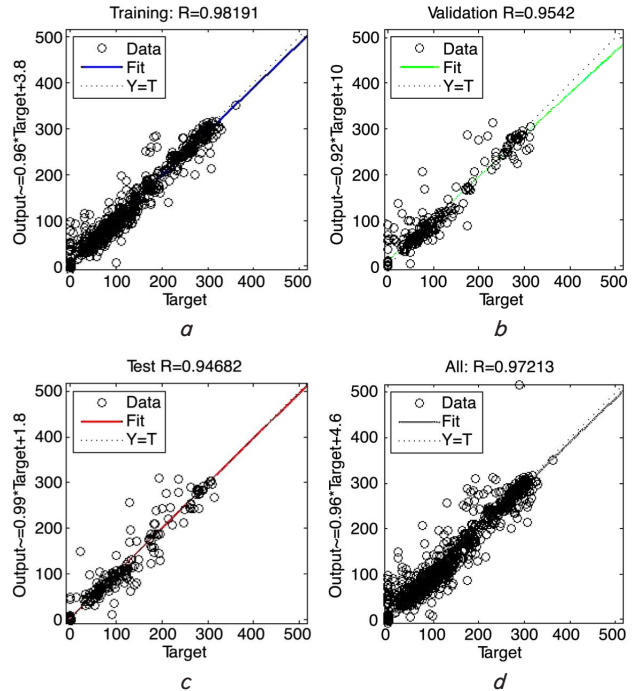 Training: R=0.98191
Output~=0.96*Target+3.8
500
400
300
200
100
0
Data
Fit
Y=T
0 100 200 300 400 500
Target
a
Validation R=0.9542
Output~=0.92*Target+10
500
400
300
200
100
0
Data
Fit
Y=T
0 100 200 300 400 500
Target
b
Test R=0.94682
Output~=0.99*Target+1.8
500
400
300
200
100
0
Data
Fit
Y=T
0 100 200 300 400 500
Target
c
All: R=0.97213
Output~=0.96*Target+4.6
500
400
300
200
100
0
Data
Fit
Y=T
0 100 200 300 400 500
Target
d